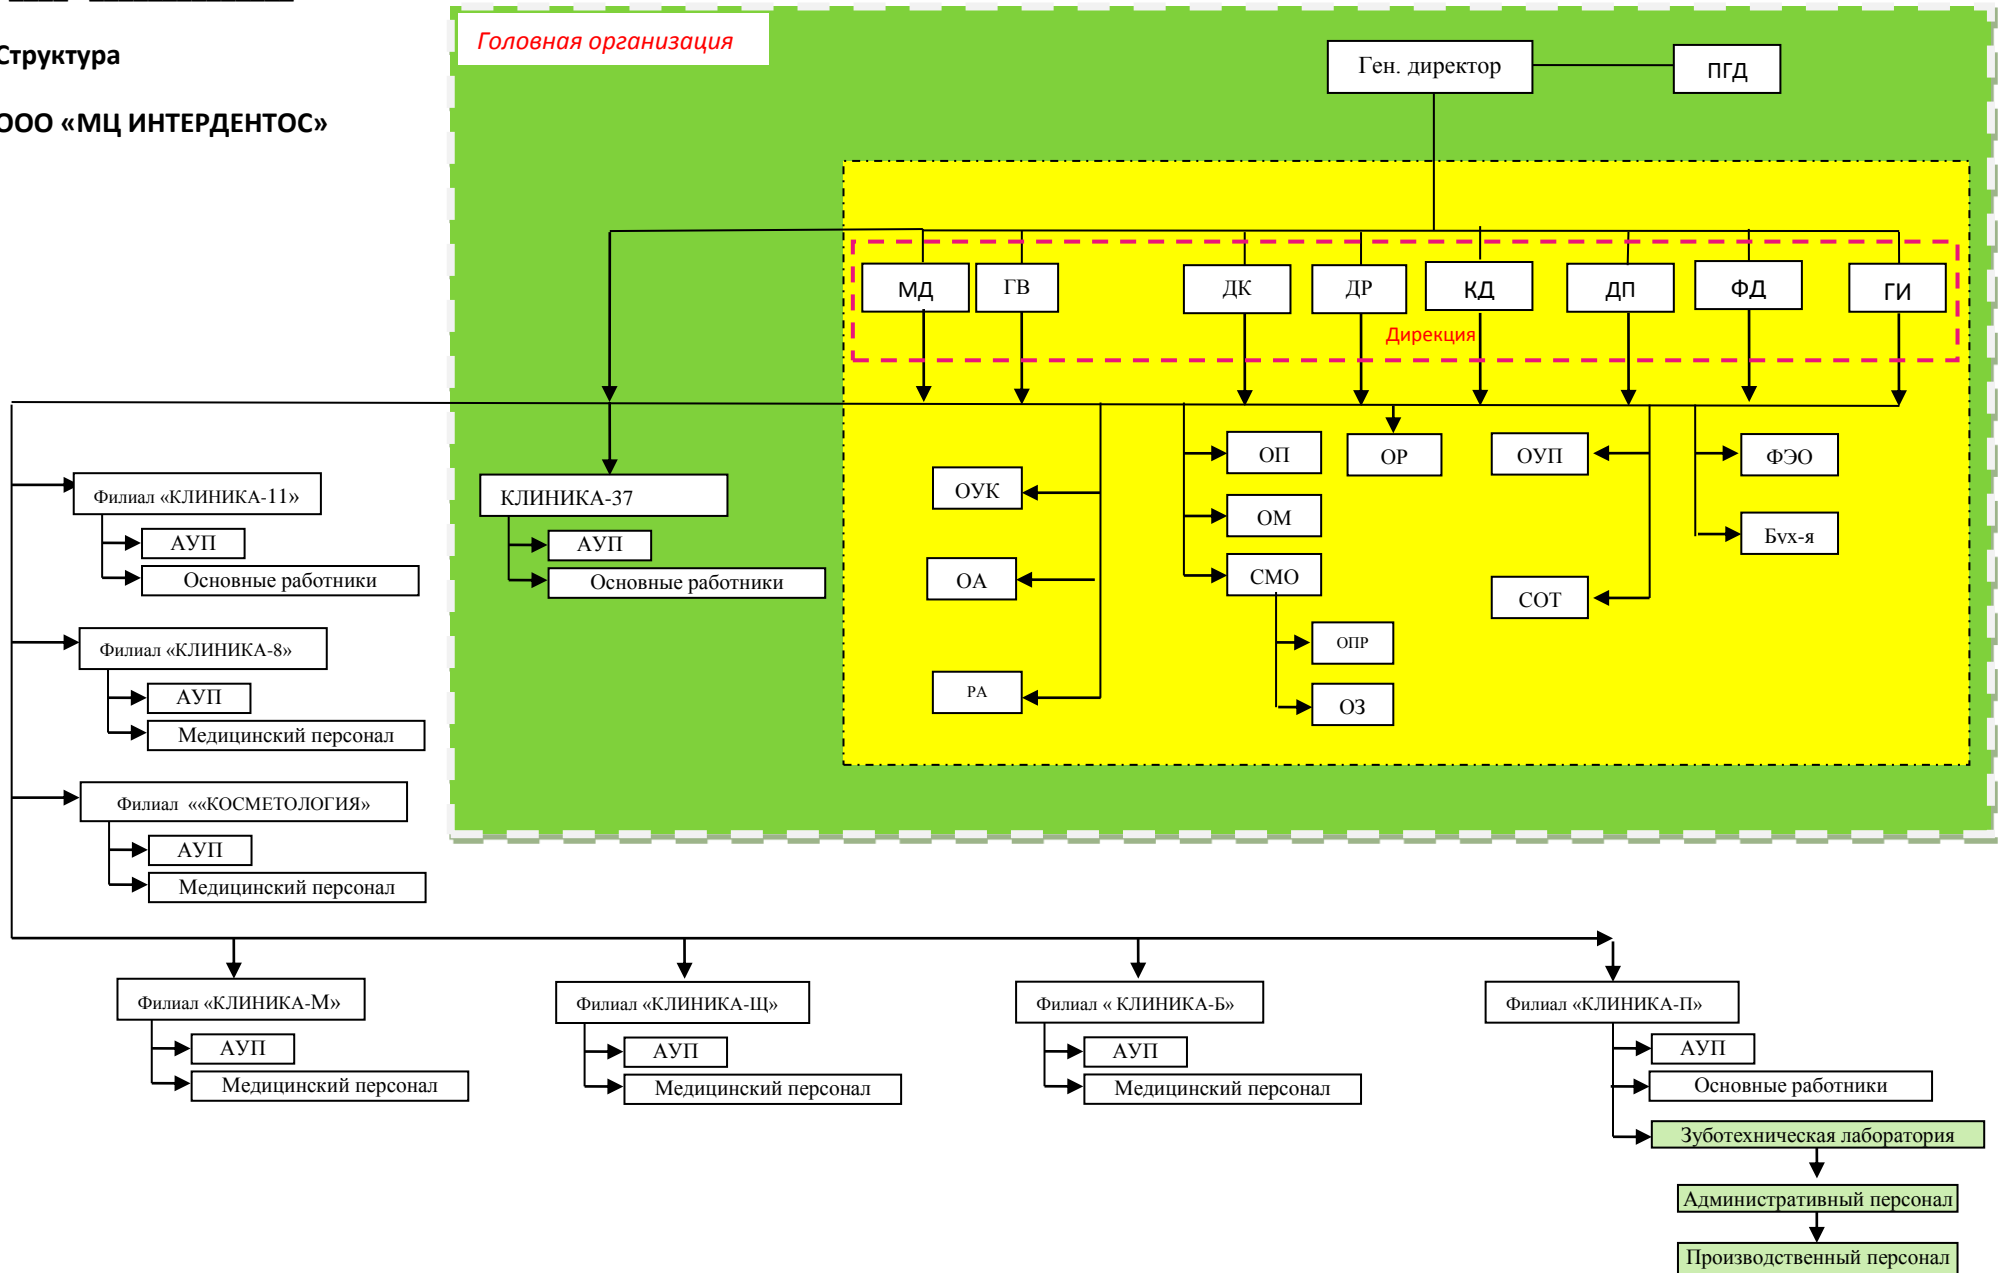 Структура
ООО «МЦ ИНТЕРДЕНТОС»
Головная организация
Ген. директор
ПГД
МД
ГВ
ДК
ДР
КД
ДП
ФД
ГИ
Дирекция
ОП
ОР
ОУП
ФЭО
ОУК
ОМ
Бух-я
ОА
СМО
СОТ
ОПР
РА
ОЗ
Филиал «КЛИНИКА-11»
АУП
Основные работники
КЛИНИКА-37
АУП
Основные работники
Филиал «КЛИНИКА-8»
АУП
Медицинский персонал
Филиал ««КОСМЕТОЛОГИЯ»
АУП
Медицинский персонал
Филиал «КЛИНИКА-М»
АУП
Медицинский персонал
Филиал «КЛИНИКА-Щ»
АУП
Медицинский персонал
Филиал « КЛИНИКА-Б»
АУП
Медицинский персонал
Филиал «КЛИНИКА-П»
АУП
Основные работники
Зуботехническая лаборатория
Административный персонал
Производственный персонал